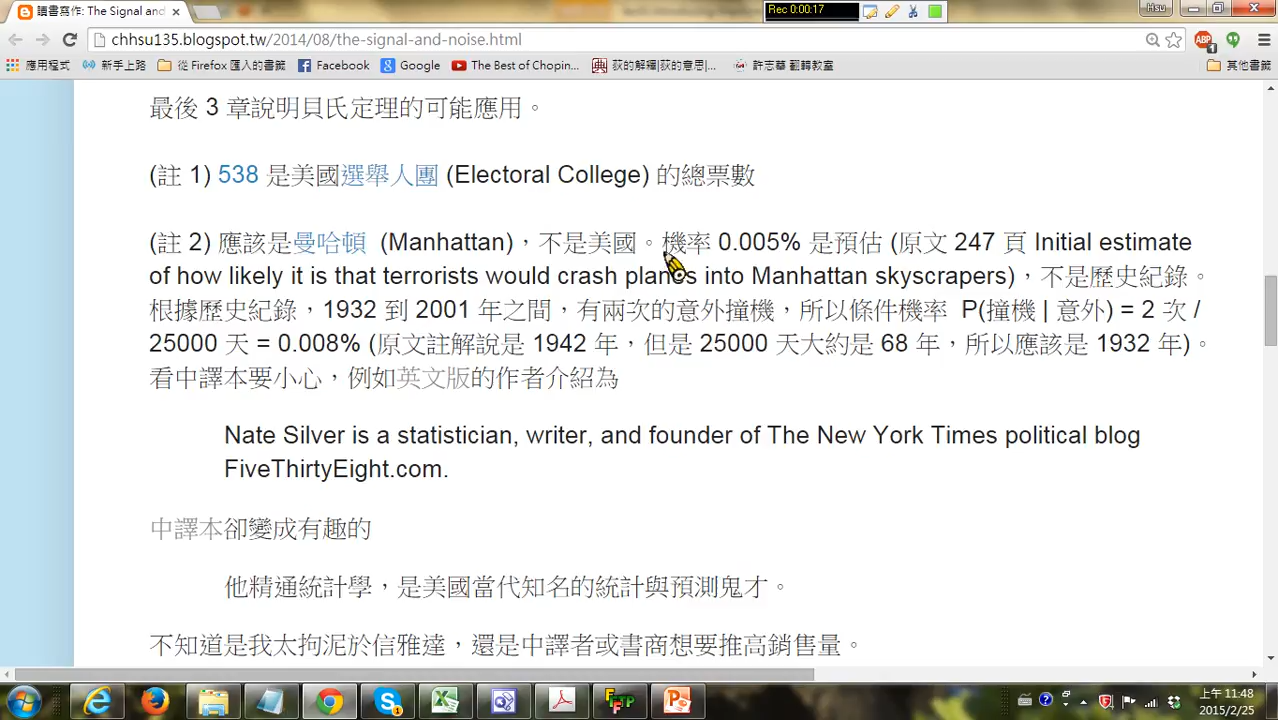 讀書寫作: The Signal and
Rec 0:00:17
Hsu
chhsu135.blogspot.tw/2014/08/the-signal-and-noise.html
ABP
1
應用程式 新手上路 從 Firefox 匯入的書籤 Facebook Google The Best of Chopin... 荻的解釋|荻的意思|... 許志華 翻轉教室 其他書籤
最後 3 章說明貝氏定理的可能應用。
(註 1) 538 是美國選舉人團 (Electoral College) 的總票數
(註 2) 應該是曼哈頓 (Manhattan)，不是美國。機率 0.005% 是預估 (原文 247 頁 Initial estimate
of how likely it is that terrorists would crash planes into Manhattan skyscrapers)，不是歷史紀錄。
根據歷史紀錄，1932 到 2001 年之間，有兩次的意外撞機，所以條件機率 P(撞機 | 意外) = 2 次 /
25000 天 = 0.008% (原文註解說是 1942 年，但是 25000 天大約是 68 年，所以應該是 1932 年)。
看中譯本要小心，例如英文版的作者介紹為
Nate Silver is a statistician, writer, and founder of The New York Times political blog
FiveThirtyEight.com.
中譯本卻變成有趣的
他精通統計學，是美國當代知名的統計與預測鬼才。
不知道是我太拘泥於信雅達，還是中譯者或書商想要推高銷售量。
上午 11:48
2015/2/25